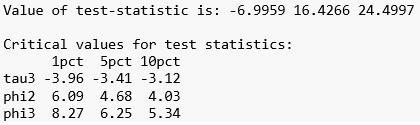 Value of test-statistic is: -6.9959 16.4266 24.4997
Critical values for test statistics:
1pct 5pct 10pct
tau3 -3.96 -3.41 -3.12
phi2 6.09 4.68 4.03
phi3 8.27 6.25 5.34